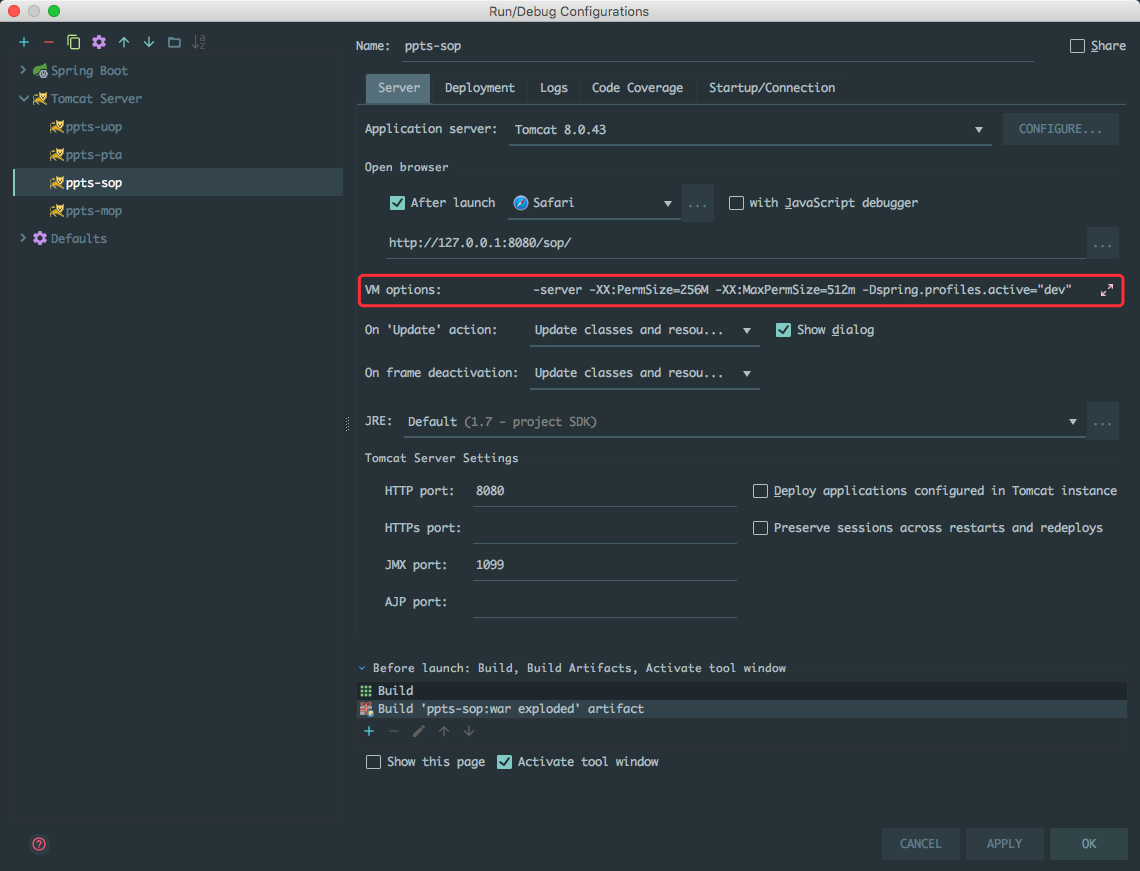 Run/Debug Configurations
Name: ppts-sop Share
Spring Boot
Tomcat Server
ppts-uop
ppts-pta
ppts-sop
ppts-mop
Defaults
Server Deployment Logs Code Coverage Startup/Connection
Application server: Tomcat 8.0.43 CONFIGURE...
Open browser
After launch Safari ... with JavaScript debugger
http://127.0.0.1:8080/sop/ ...
VM options: -server -XX:PermSize=256M -XX:MaxPermSize=512m -Dspring.profiles.active="dev"
On 'Update' action: Update classes and resou... Show dialog
On frame deactivation: Update classes and resou...
JRE: Default (1.7 - project SDK) ...
Tomcat Server Settings
HTTP port: 8080 Deploy applications configured in Tomcat instance
HTTPs port: Preserve sessions across restarts and redeploys
JMX port: 1099
AJP port:
Before launch: Build, Build Artifacts, Activate tool window
Build
Build 'ppts-sop:war exploded' artifact
Show this page Activate tool window
? CANCEL APPLY OK